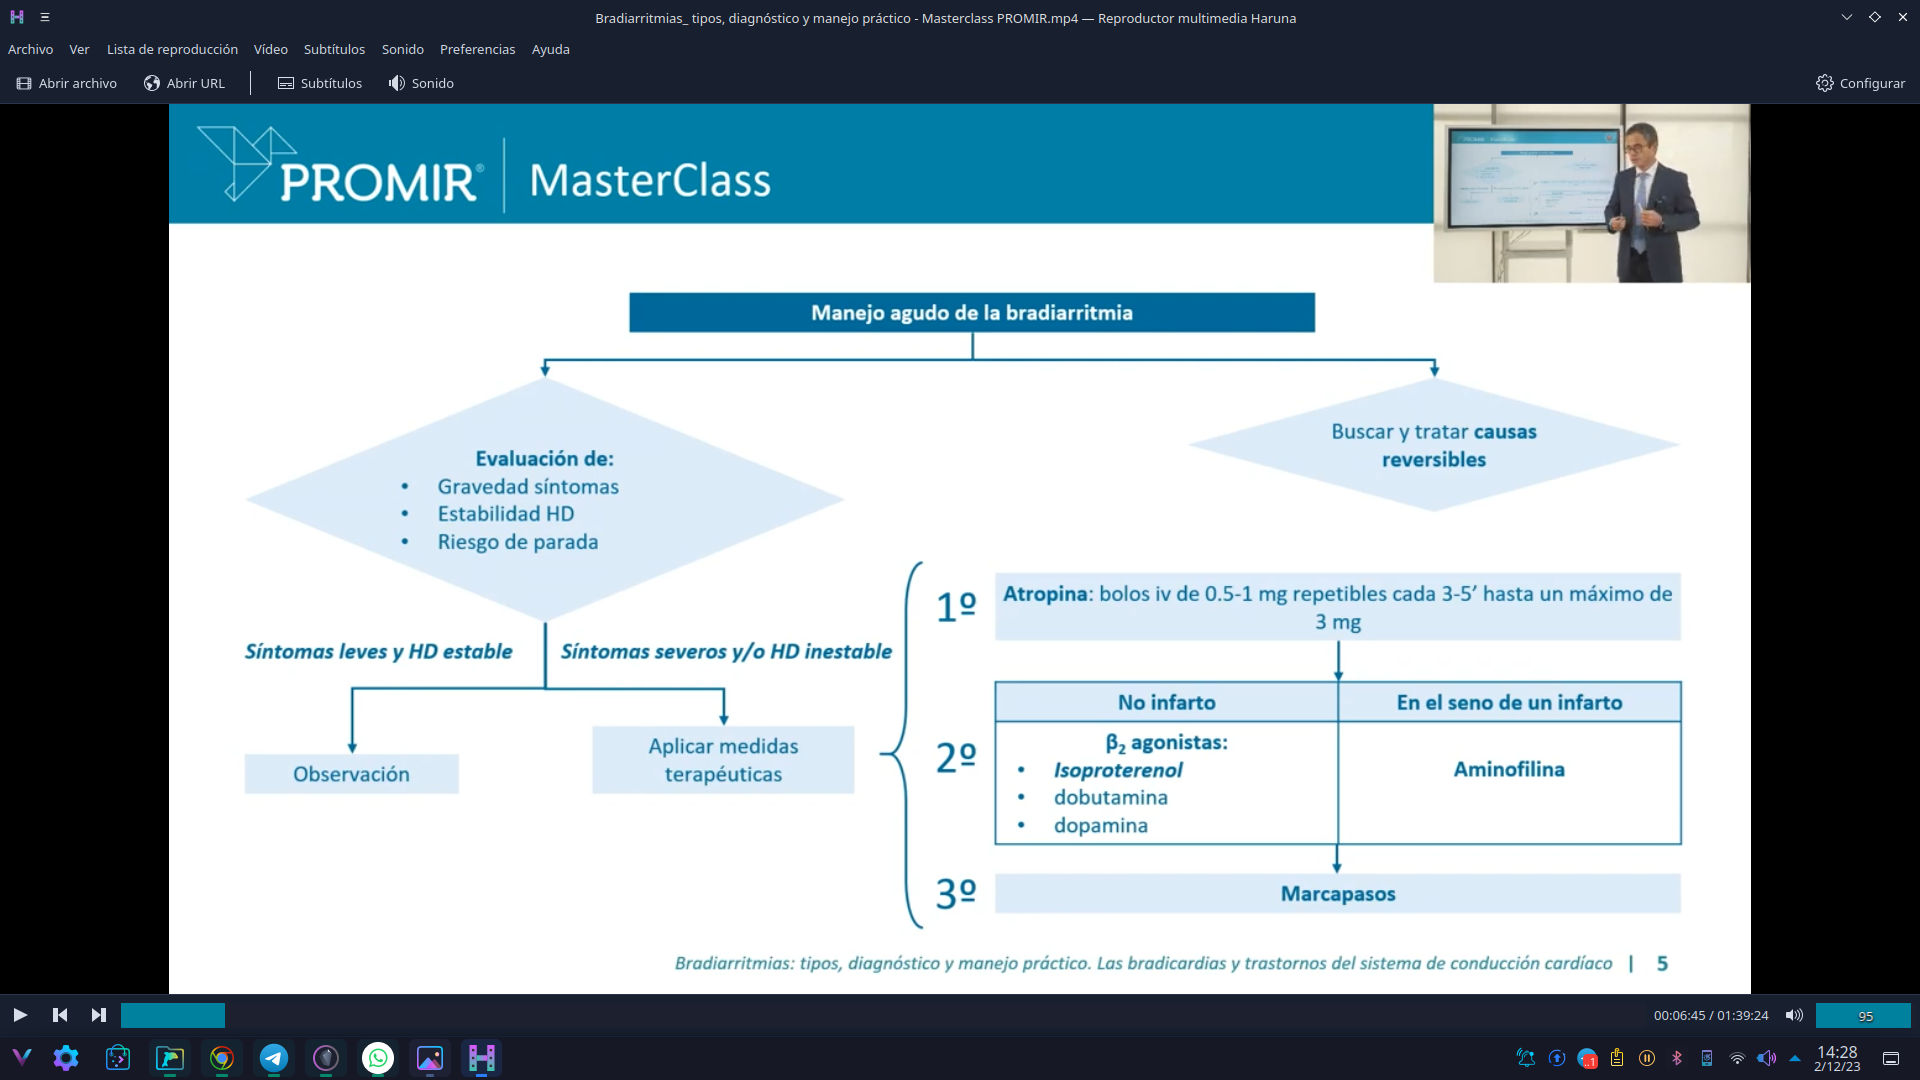 Bradiarritmias_ tipos, diagnóstico y manejo práctico - Masterclass PROMIR.mp4 — Reproductor multimedia Haruna
Archivo Ver Lista de reproducción Vídeo Subtítulos Sonido Preferencias Ayuda
Abrir archivo Abrir URL Subtítulos Sonido Configurar
PROMIR® MasterClass
Manejo agudo de la bradiarritmia
Evaluación de:
• Gravedad síntomas
• Estabilidad HD
• Riesgo de parada
Buscar y tratar causas
reversibles
Síntomas leves y HD estable
Síntomas severos y/o HD inestable
Observación
Aplicar medidas
terapéuticas
1º
Atropina: bolos iv de 0.5-1 mg repetibles cada 3-5’ hasta un máximo de
3 mg
2º
No infarto
En el seno de un infarto
β₂ agonistas:
• Isoproterenol
• dobutamina
• dopamina
Aminofilina
3º
Marcapasos
Bradiarritmias: tipos, diagnóstico y manejo práctico. Las bradicardias y trastornos del sistema de conducción cardíaco | 5
00:06:45 / 01:39:24 95
14:28
2/12/23